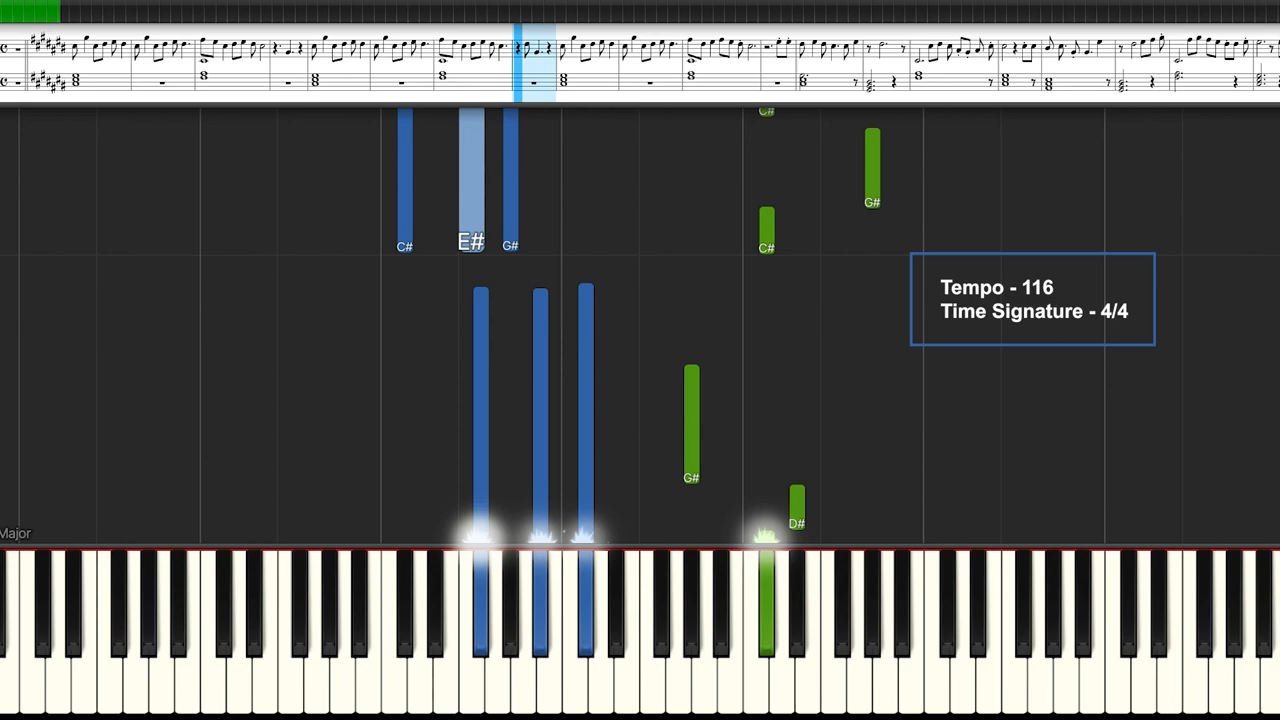 C#
G#
C#
E#
G#
C#
Tempo - 116
Time Signature - 4/4
G#
D#
Major